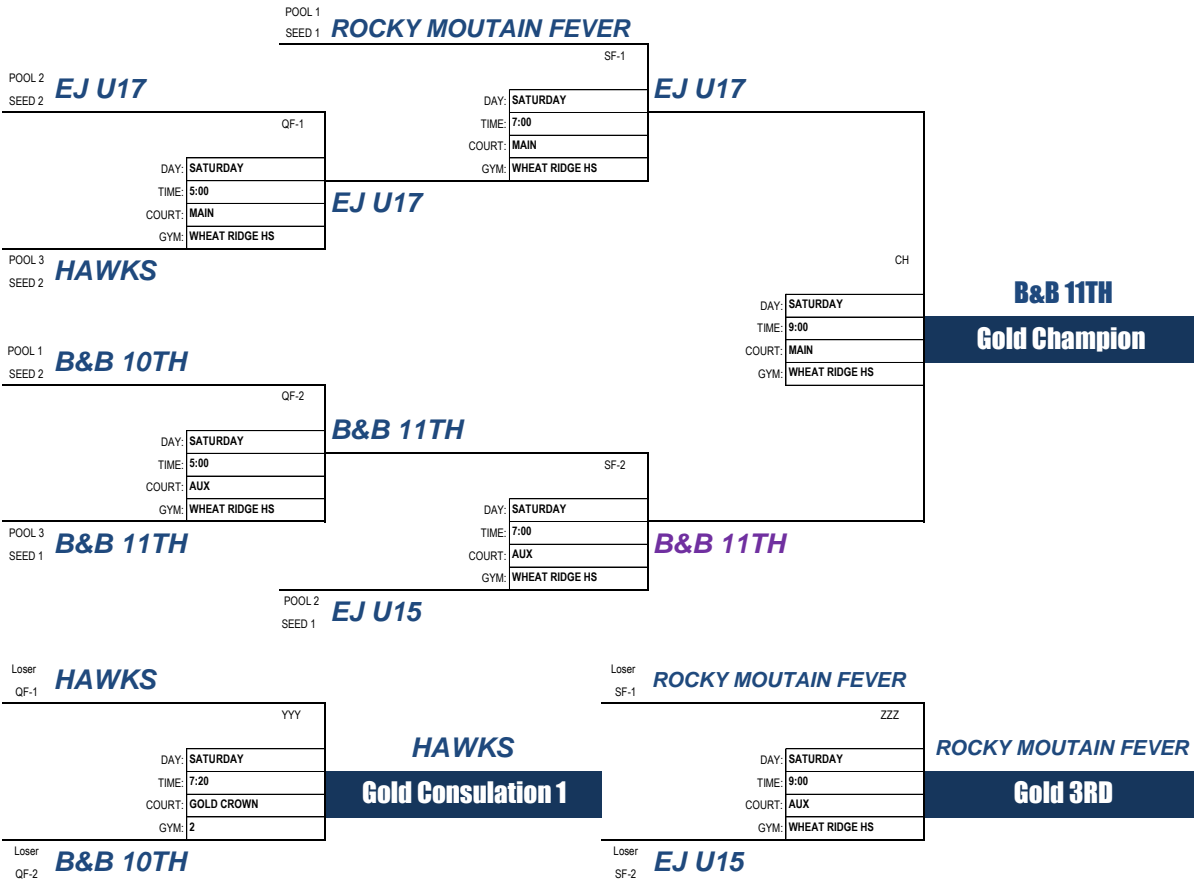 POOL 1
SEED 1 ROCKY MOUTAIN FEVER
SF-1
POOL 2
SEED 2 EJ U17
EJ U17
DAY: SATURDAY
TIME: 7:00
COURT: MAIN
GYM: WHEAT RIDGE HS
QF-1
DAY: SATURDAY
TIME: 5:00
COURT: MAIN
GYM: WHEAT RIDGE HS
EJ U17
POOL 3
SEED 2 HAWKS
CH
DAY: SATURDAY
TIME: 9:00
COURT: MAIN
GYM: WHEAT RIDGE HS
B&B 11TH
Gold Champion
POOL 1
SEED 2 B&B 10TH
QF-2
DAY: SATURDAY
TIME: 5:00
COURT: AUX
GYM: WHEAT RIDGE HS
B&B 11TH
SF-2
DAY: SATURDAY
TIME: 7:00
COURT: AUX
GYM: WHEAT RIDGE HS
POOL 3
SEED 1 B&B 11TH
B&B 11TH
POOL 2
SEED 1 EJ U15
Loser
QF-1 HAWKS
YYY
DAY: SATURDAY
TIME: 7:20
COURT: GOLD CROWN
GYM: 2
HAWKS
Gold Consulation 1
Loser
QF-2 B&B 10TH
Loser
SF-1 ROCKY MOUTAIN FEVER
ZZZ
DAY: SATURDAY
TIME: 9:00
COURT: AUX
GYM: WHEAT RIDGE HS
ROCKY MOUTAIN FEVER
Gold 3RD
Loser
SF-2 EJ U15